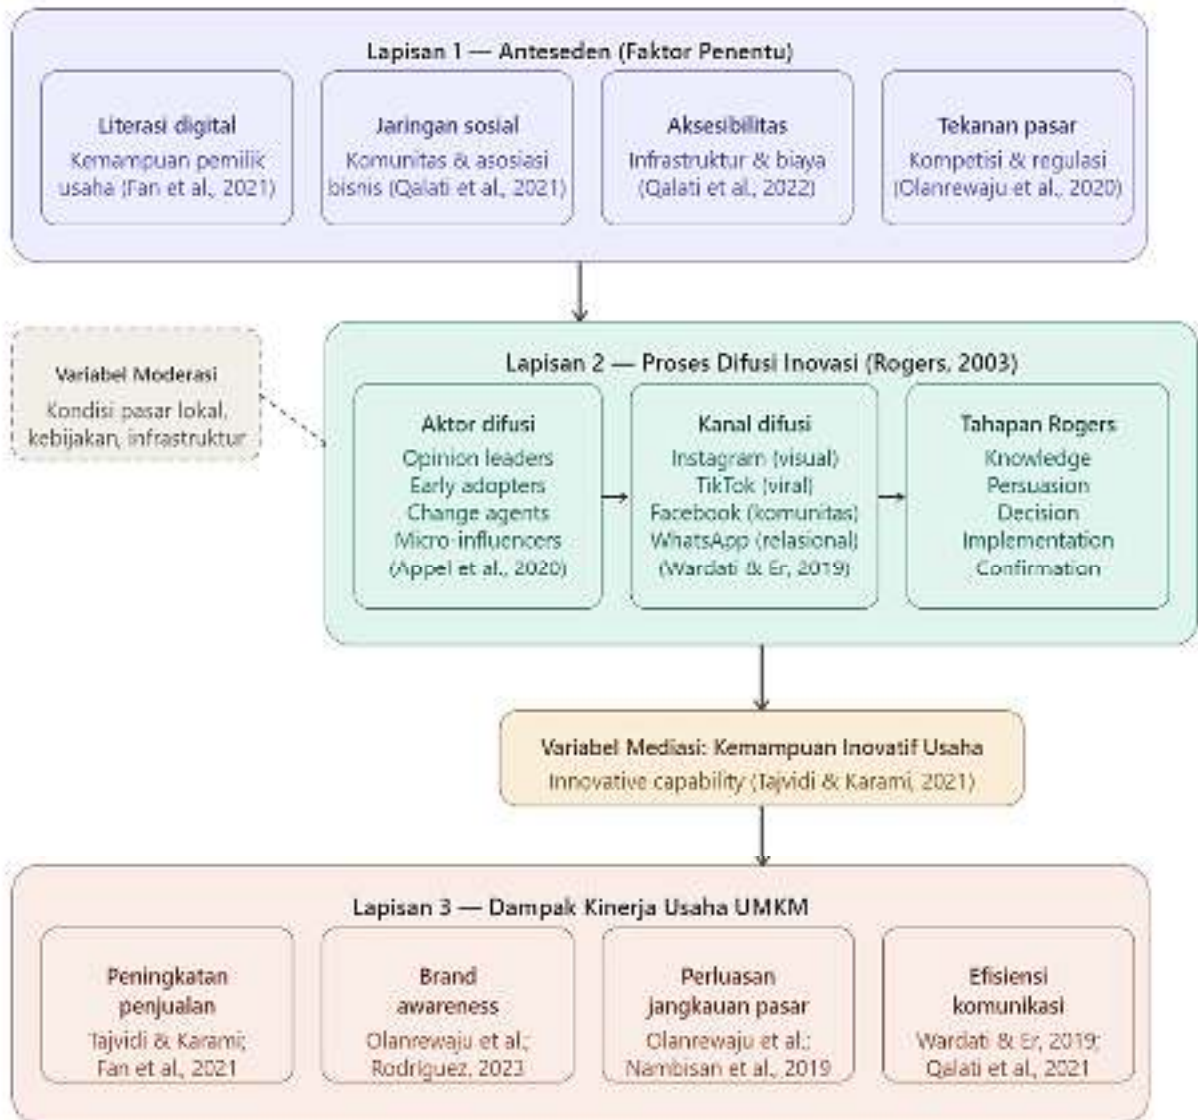 Lapisan 1 — Anteseden (Faktor Penentu)
Literasi digital
Kemampuan pemilik
usaha (Fan et al., 2021)
Jaringan sosial
Komunitas & asosiasi
bisnis (Qalati et al., 2021)
Aksesibilitas
Infrastruktur & biaya
(Qalati et al., 2022)
Tekanan pasar
Kompetisi & regulasi
(Olanrewaju et al., 2020)
Variabel Moderasi
Kondisi pasar lokal,
kebijakan, infrastruktur
Lapisan 2 — Proses Difusi Inovasi (Rogers, 2003)
Aktor difusi
Opinion leaders
Early adopters
Change agents
Micro-influencers
(Appel et al., 2020)
Kanal difusi
Instagram (visual)
TikTok (viral)
Facebook (komunitas)
WhatsApp (relasional)
(Wardati & Er, 2019)
Tahapan Rogers
Knowledge
Persuasion
Decision
Implementation
Confirmation
Variabel Mediasi: Kemampuan Inovatif Usaha
Innovative capability (Tajvidi & Karami, 2021)
Lapisan 3 — Dampak Kinerja Usaha UMKM
Peningkatan
penjualan
Tajvidi & Karami;
Fan et al., 2021
Brand
awareness
Olanrewaju et al.;
Rodriguez, 2023
Perluasan
jangkauan pasar
Olanrewaju et al.;
Nambisan et al., 2019
Efisiensi
komunikasi
Wardati & Er, 2019;
Qalati et al., 2021